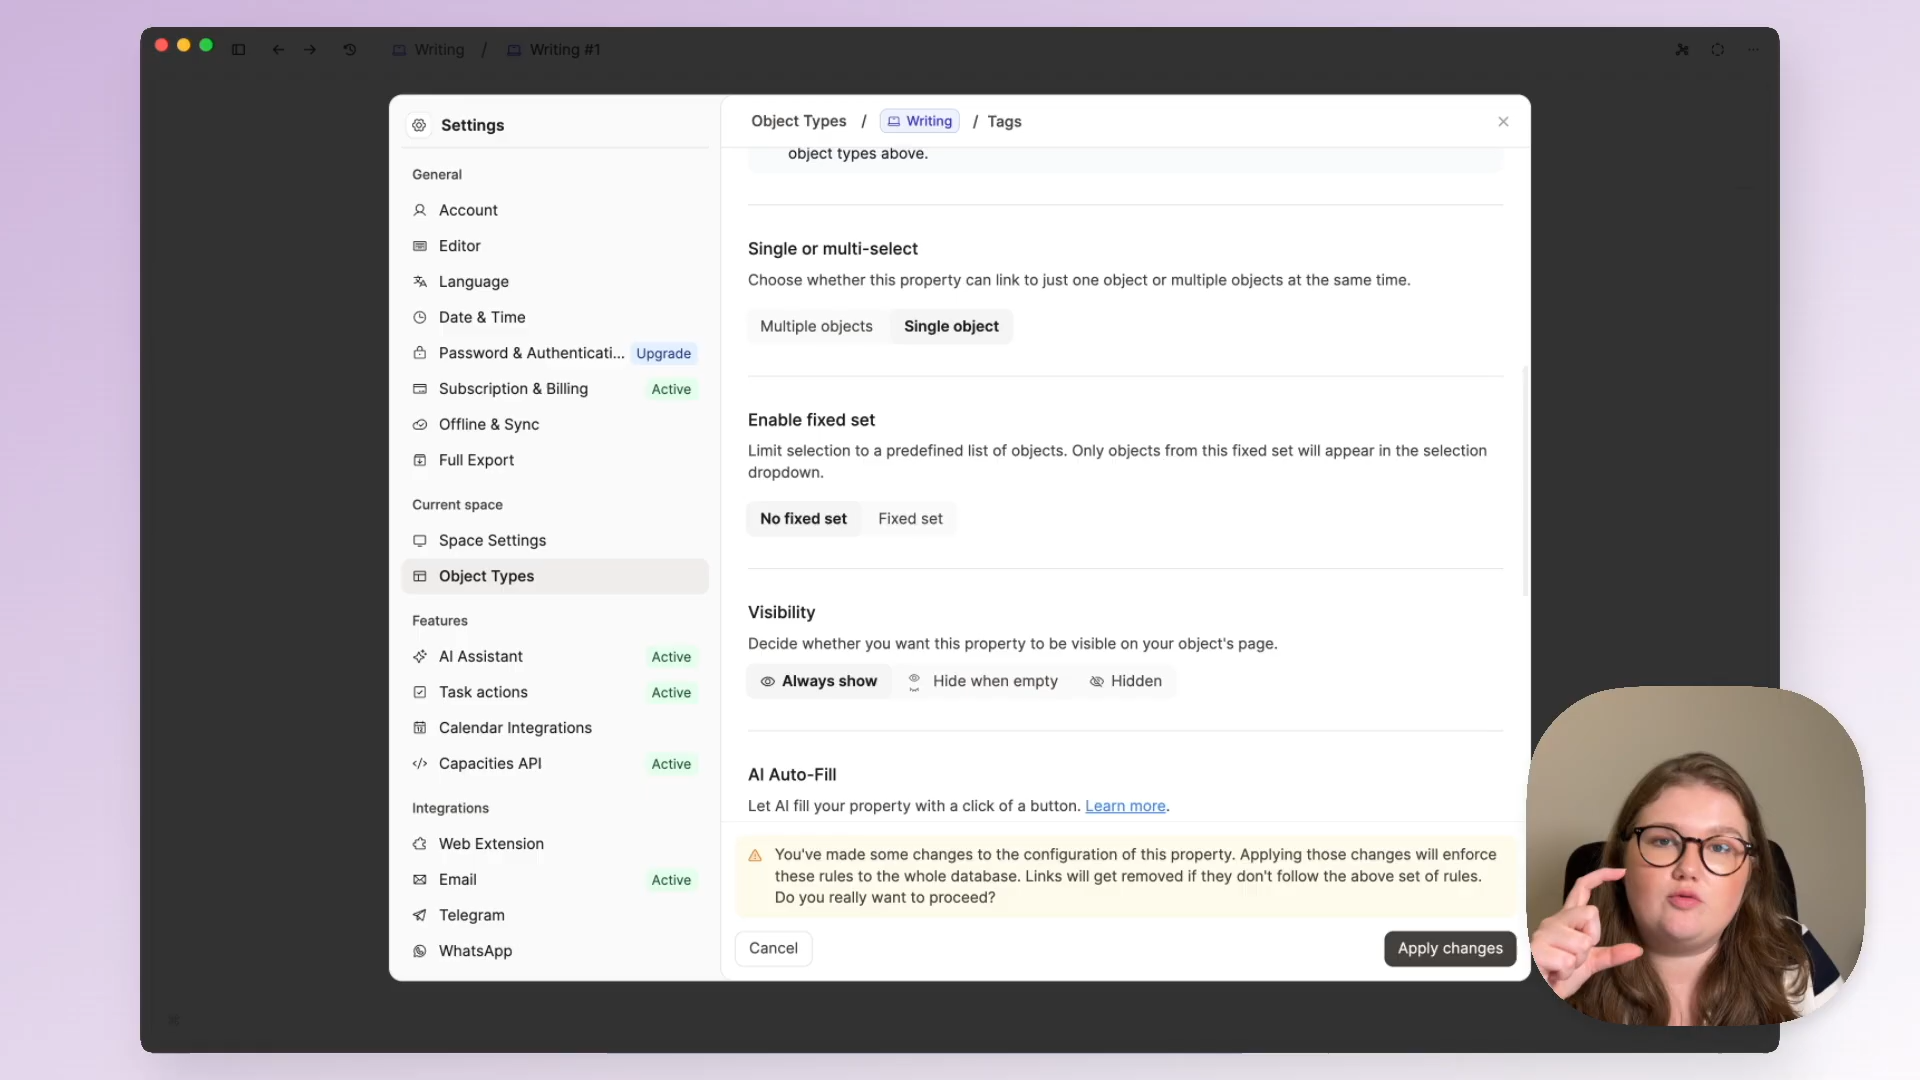 Writing / Writing #1
Settings
General
Account
Editor
Language
Date & Time
Password & Authenticati... Upgrade
Subscription & Billing Active
Offline & Sync
Full Export
Current space
Space Settings
Object Types
Features
AI Assistant Active
Task actions Active
Calendar Integrations
Capacities API Active
Integrations
Web Extension
Email Active
Telegram
WhatsApp
Object Types / Writing / Tags
object types above.
Single or multi-select
Choose whether this property can link to just one object or multiple objects at the same time.
Multiple objects Single object
Enable fixed set
Limit selection to a predefined list of objects. Only objects from this fixed set will appear in the selection
dropdown.
No fixed set Fixed set
Visibility
Decide whether you want this property to be visible on your object's page.
Always show Hide when empty Hidden
AI Auto-Fill
Let AI fill your property with a click of a button. Learn more.
You've made some changes to the configuration of this property. Applying those changes will enforce
these rules to the whole database. Links will get removed if they don't follow the above set of rules.
Do you really want to proceed?
Cancel Apply changes